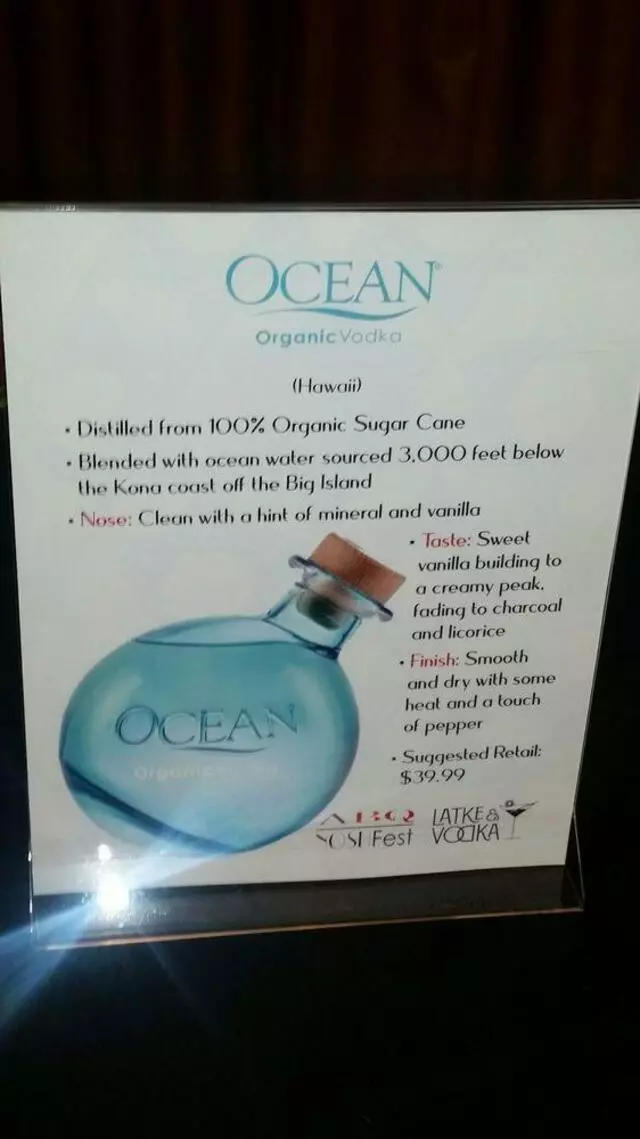 OCEAN®
Organic Vodka
(Hawaii)
• Distilled from 100% Organic Sugar Cane
• Blended with ocean water sourced 3,000 feet below
the Kona coast off the Big Island
• Nose: Clean with a hint of mineral and vanilla
• Taste: Sweet
vanilla building to
a creamy peak,
fading to charcoal
and licorice
• Finish: Smooth
and dry with some
heat and a touch
of pepper
• Suggested Retail:
$39.99
OCEAN
Organic
Fest
LATKE &
VODKA